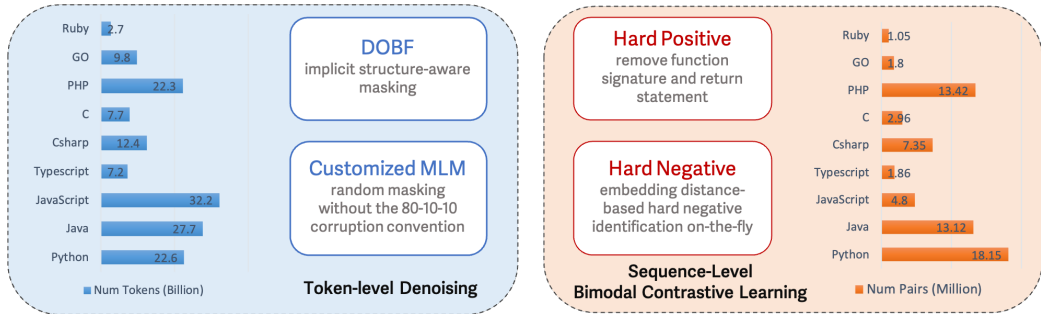 Ruby
2.7
GO
9.8
PHP
22.3
C
7.7
Csharp
12.4
Typescript
7.2
JavaScript
32.2
Java
27.7
Python
22.6
Num Tokens (Billion)
DOBF
implicit structure-aware
masking
Customized MLM
random masking
without the 80-10-10
corruption convention
Token-level Denoising
Hard Positive
remove function
signature and return
statement
Hard Negative
embedding distance-
based hard negative
identification on-the-fly
Sequence-Level
Bimodal Contrastive Learning
Ruby
1.05
GO
1.8
PHP
13.42
C
2.96
Csharp
7.35
Typescript
1.86
JavaScript
4.8
Java
13.12
Python
18.15
Num Pairs (Million)